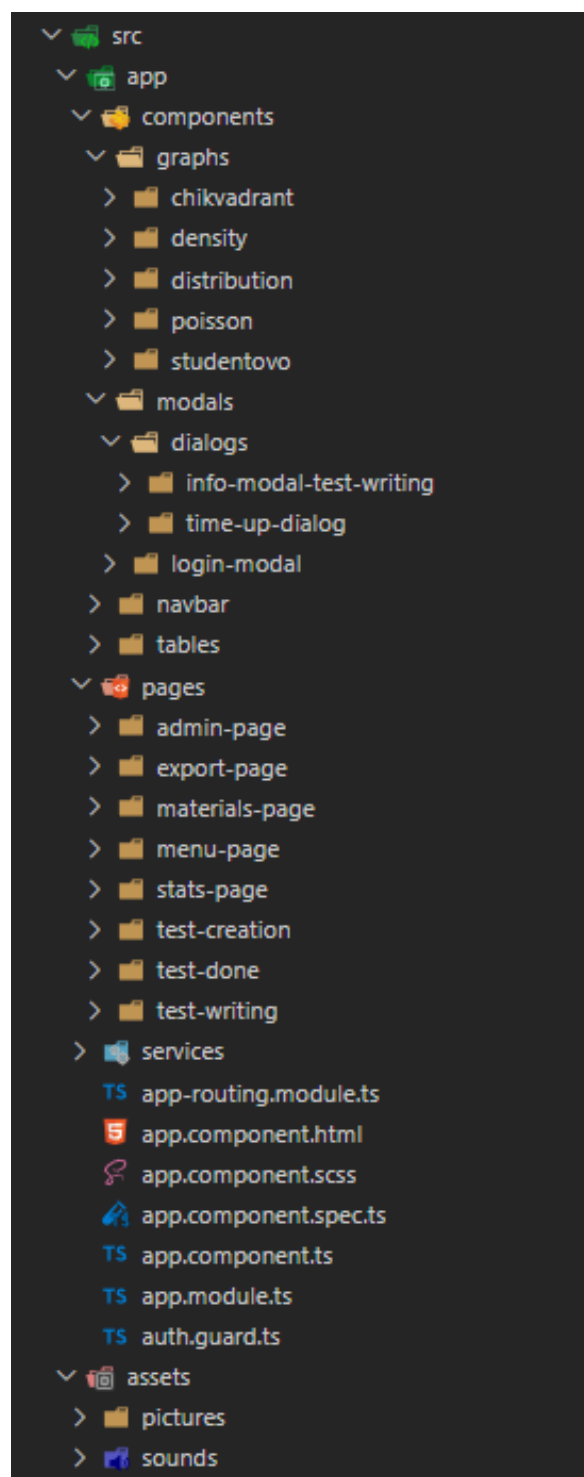 src
app
components
graphs
chikvadrant
density
distribution
poisson
studentovo
modals
dialogs
info-modal-test-writing
time-up-dialog
login-modal
navbar
tables
pages
admin-page
export-page
materials-page
menu-page
stats-page
test-creation
test-done
test-writing
services
TS app-routing.module.ts
5 app.component.html
app.component.scss
app.component.spec.ts
TS app.component.ts
TS app.module.ts
TS auth.guard.ts
assets
pictures
sounds